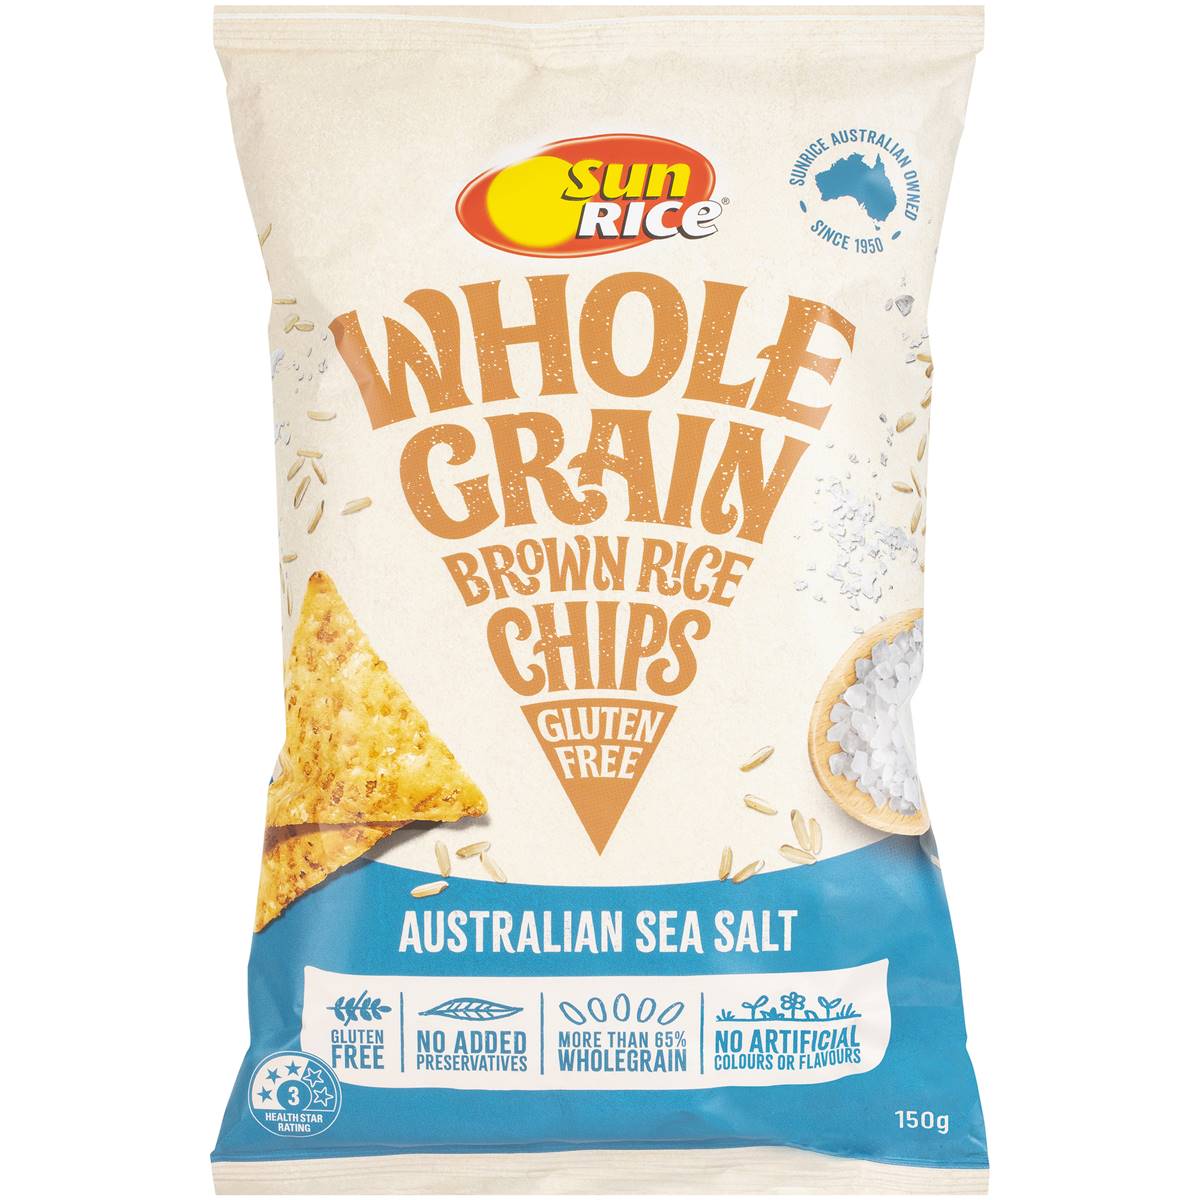 Sun
RICe®
SUNRICE AUSTRALIAN OWNED
SINCE 1950
WHOLE
GRAIN
BROWN RICE
CHIPS
GLUTEN
FREE
AUSTRALIAN SEA SALT
GLUTEN
FREE
NO ADDED
PRESERVATIVES
MORE THAN 65%
WHOLEGRAIN
NO ARTIFICIAL
COLOURS OR FLAVOURS
3
HEALTH STAR
RATING
150g